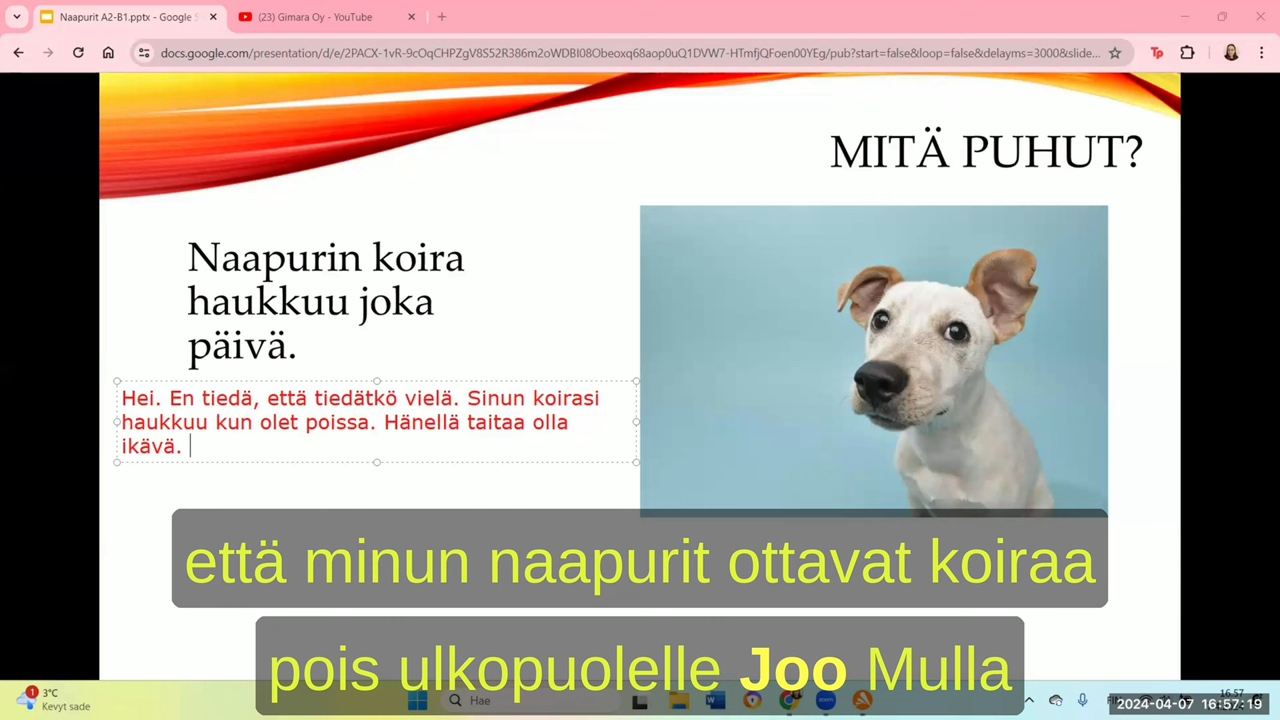 Naapurit A2-B1.pptx - Google S
(23) Gimara Oy - YouTube
docs.google.com/presentation/d/e/2PACX-1vR-9cOqCHPZgV8S52R386m2oWDBI08Obeoxq68aop0uQ1DVW7-HTmfjQFoen00YEg/pub?start=false&loop=false&delayms=3000&slide...
MITÄ PUHUT?
Naapurin koira
haukkuu joka
päivä.
Hei. En tiedä, että tiedätkö vielä. Sinun koirasi
haukkuu kun olet poissa. Hänellä taitaa olla
ikävä.
että minun naapurit ottavat koiraa
pois ulkopuolelle Joo Mulla
1
3°C
Kevyt sade
Hae
16.57
2024-04-07 16:57:19